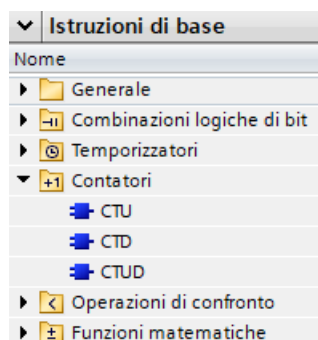 Istruzioni di base
Nome
Generale
Combinazioni logiche di bit
Temporizzatori
+1 Contatori
CTU
CTD
CTUD
< Operazioni di confronto
± Funzioni matematiche